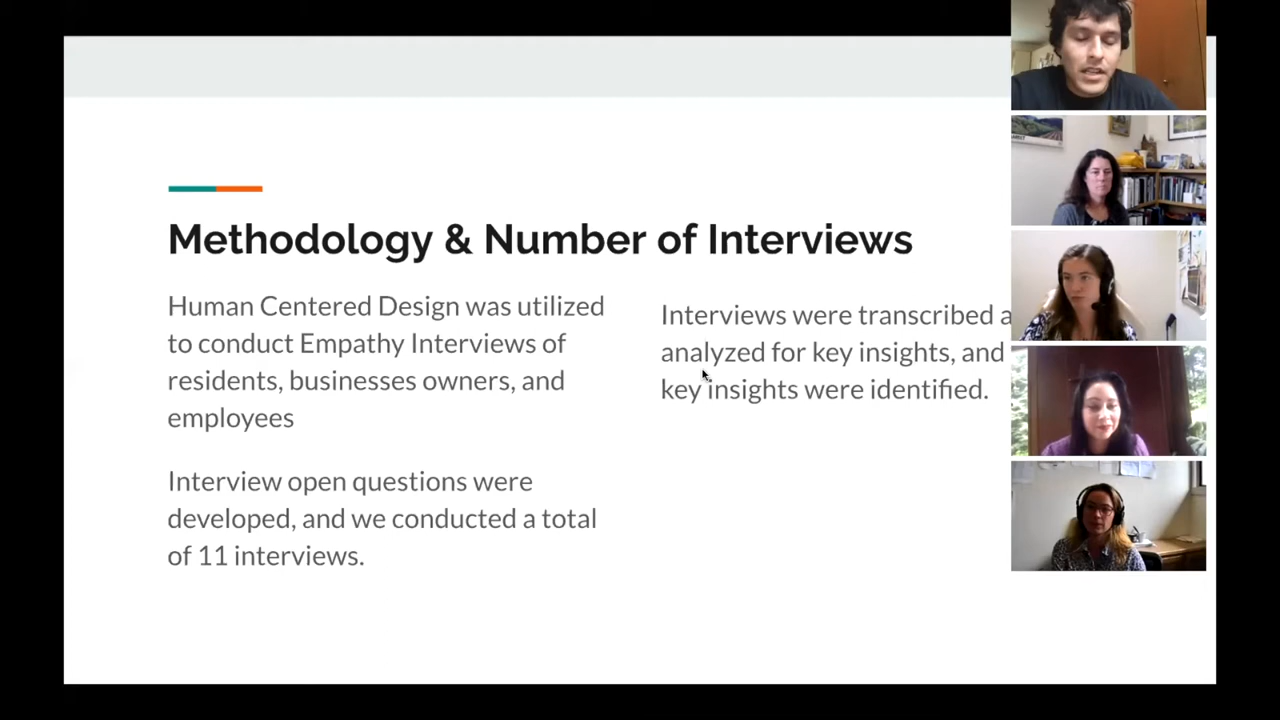 Methodology & Number of Interviews
Human Centered Design was utilized
to conduct Empathy Interviews of
residents, businesses owners, and
employees
Interview open questions were
developed, and we conducted a total
of 11 interviews.
Interviews were transcribed a
analyzed for key insights, and
key insights were identified.